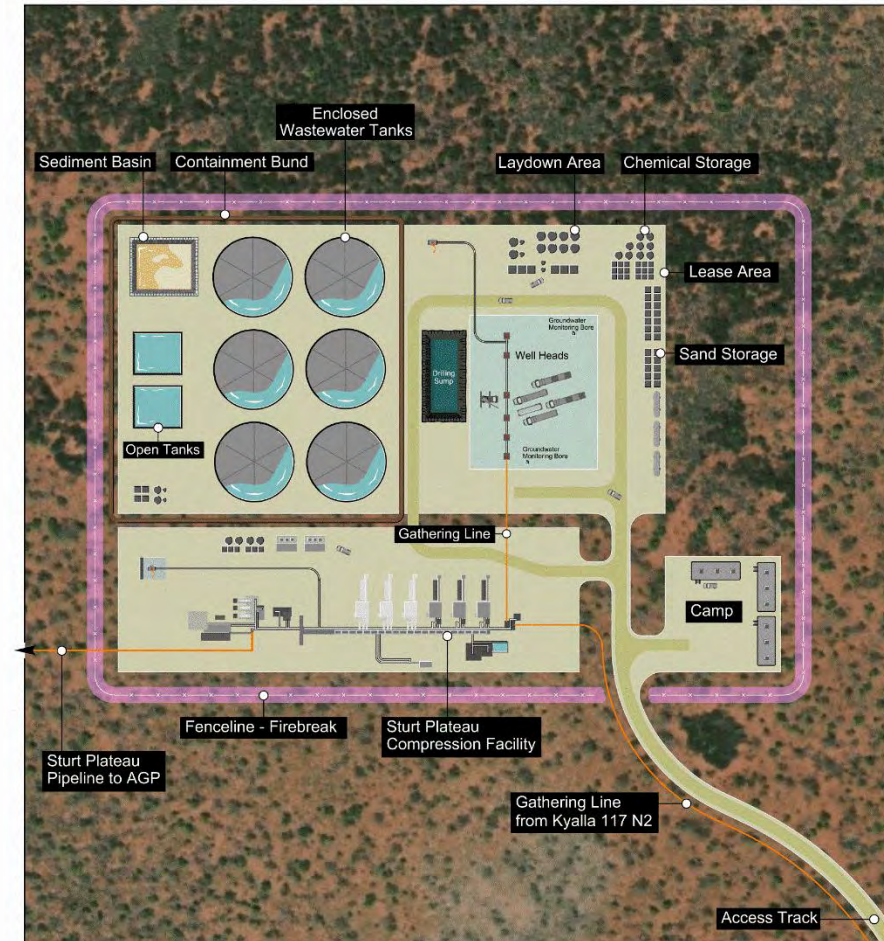 Enclosed
Wastewater Tanks
Sediment Basin
Containment Bund
Laydown Area
Chemical Storage
Lease Area
Groundwater
Monitoring Bore
Well Heads
Sand Storage
Drilling
Sump
Open Tanks
Groundwater
Monitoring Bore
Gathering Line
Camp
Fenceline - Firebreak
Sturt Plateau
Compression Facility
Sturt Plateau
Pipeline to AGP
Gathering Line
from Kyalla 117 N2
Access Track